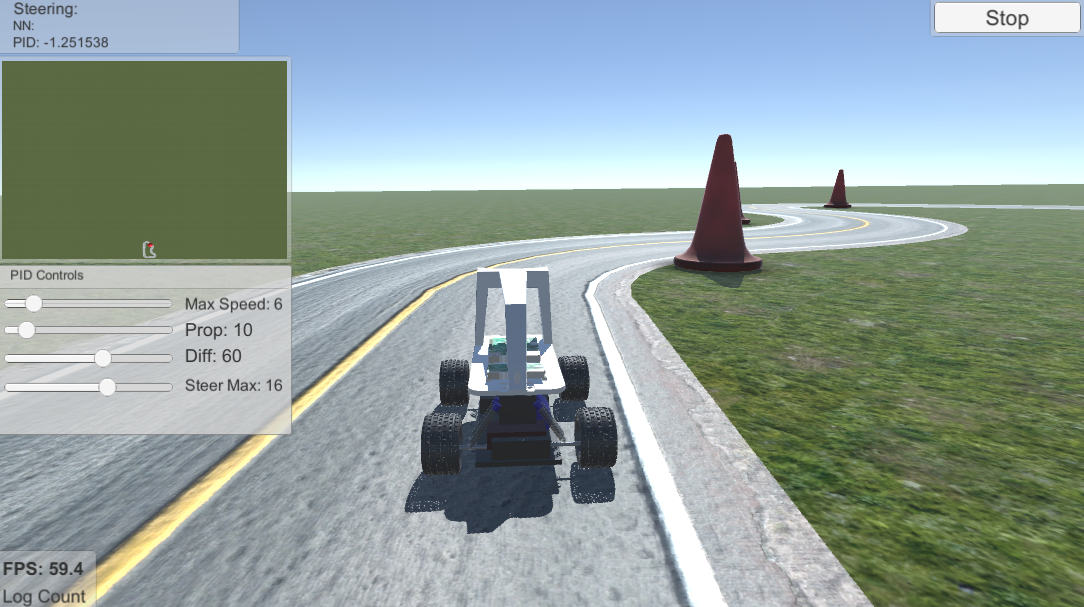 Steering:
NN:
PID: -1.251538
Stop
PID Controls
Max Speed: 6
Prop: 10
Diff: 60
Steer Max: 16
FPS: 59.4
Log Count